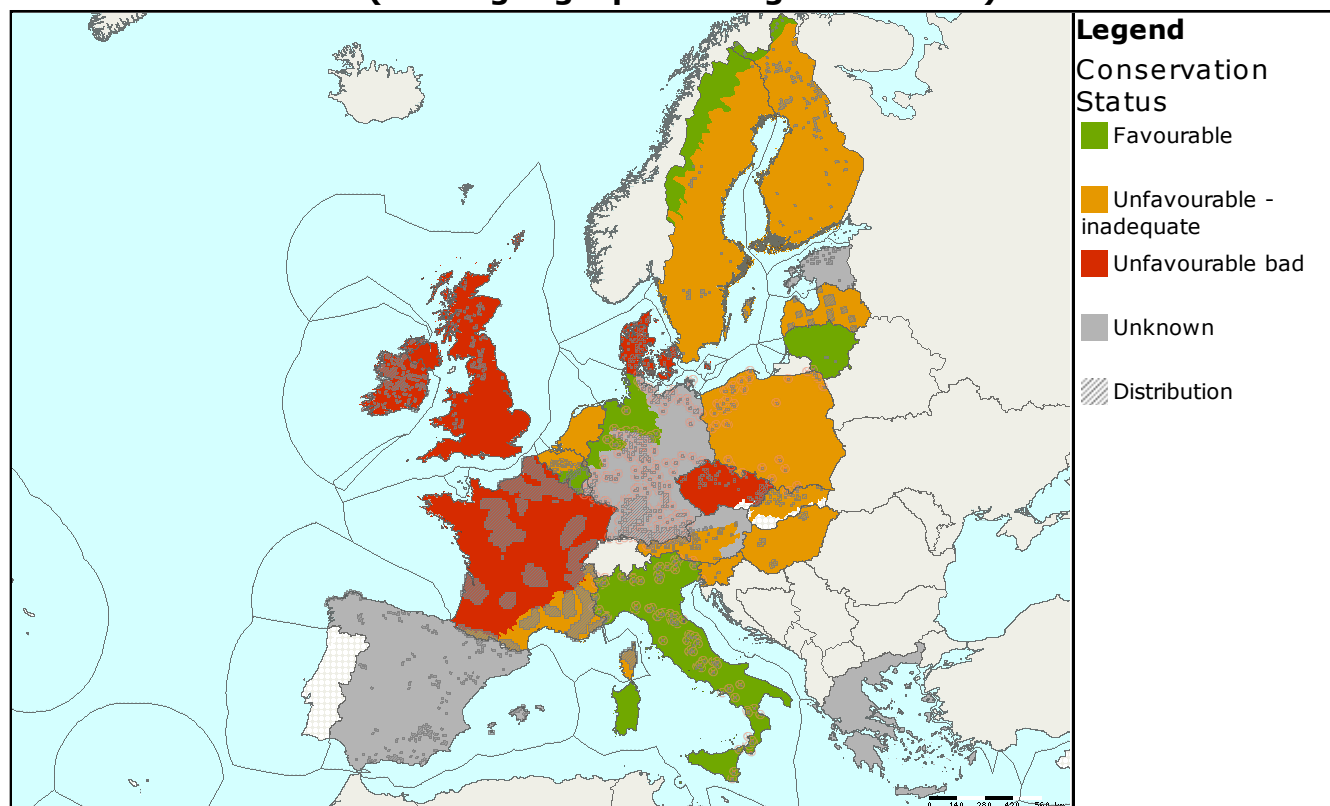 Legend
Conservation
Status
Favourable
Unfavourable -
inadequate
Unfavourable bad
Unknown
Distribution